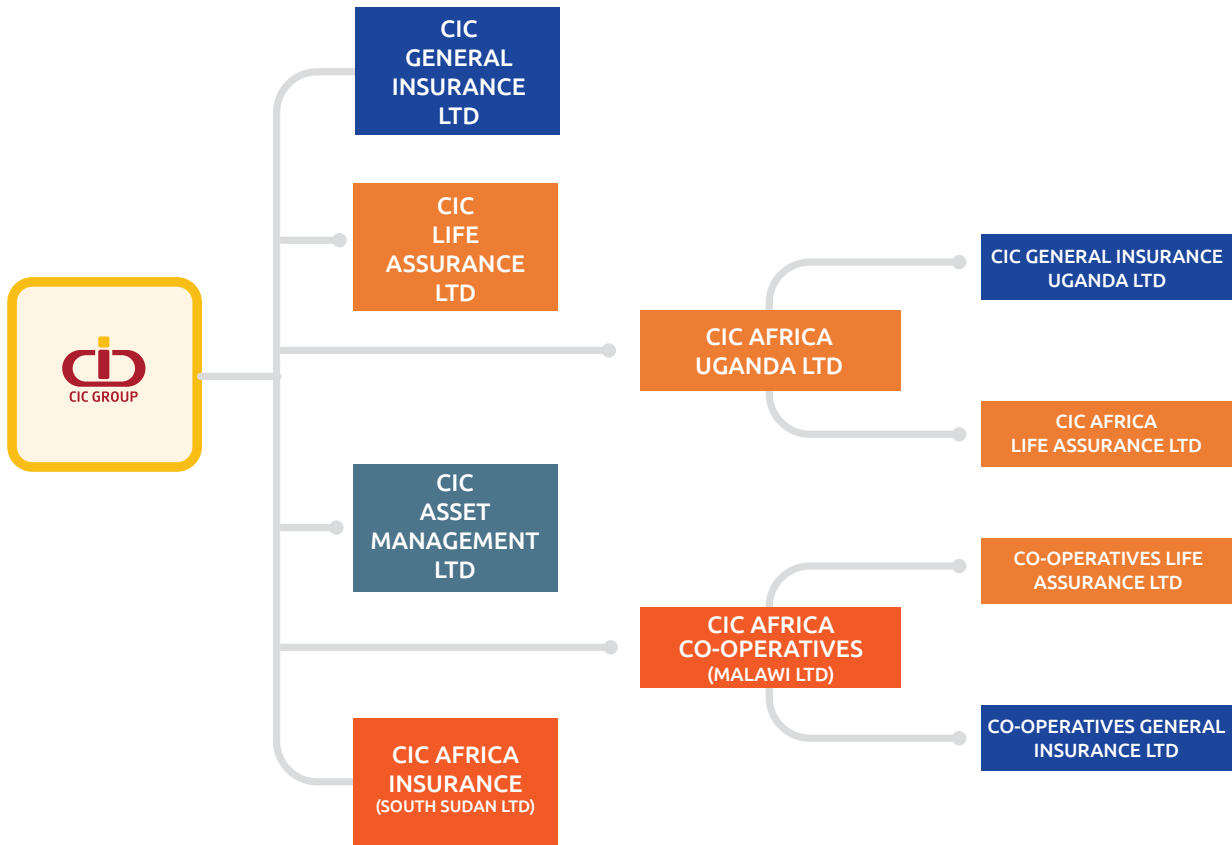 CIC
GENERAL
INSURANCE
LTD
CIC
LIFE
ASSURANCE
LTD
CIC GROUP
CIC AFRICA
UGANDA LTD
CIC GENERAL INSURANCE
UGANDA LTD
CIC AFRICA
LIFE ASSURANCE LTD
CIC
ASSET
MANAGEMENT
LTD
CIC AFRICA
CO-OPERATIVES
(MALAWI LTD)
CO-OPERATIVES LIFE
ASSURANCE LTD
CO-OPERATIVES GENERAL
INSURANCE LTD
CIC AFRICA
INSURANCE
(SOUTH SUDAN LTD)